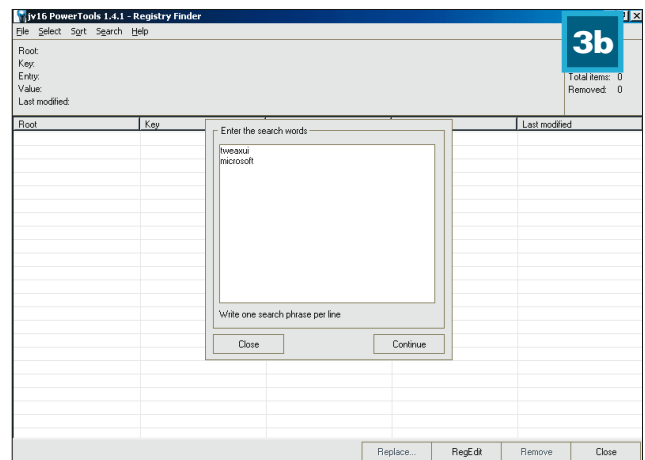 jv16 PowerTools 1.4.1 - Registry Finder
3b
File Select Sort Search Help
Root:
Key:
Entry:
Value:
Last modified:
Total items: 0
Removed: 0
Root Key Last modified
Enter the search words
tweaxui
microsoft
Write one search phrase per line
Close Continue
Replace... RegEdit Remove Close